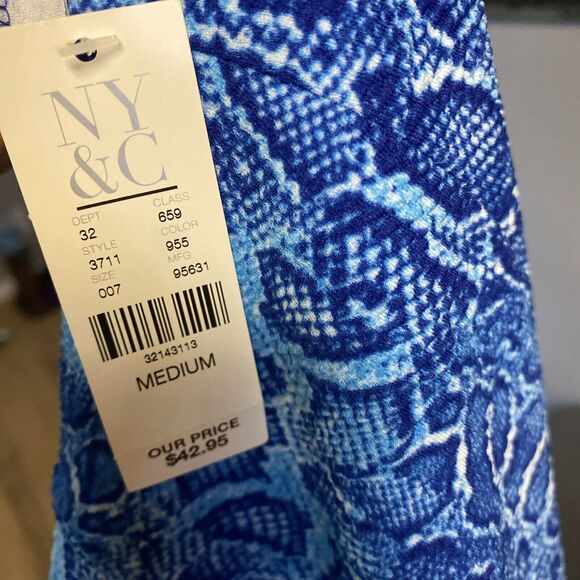 NY
&C
DEPT CLASS
32 659
STYLE COLOR
3711 955
SIZE MFG
007 95631
32143113
MEDIUM
OUR PRICE
$42.95